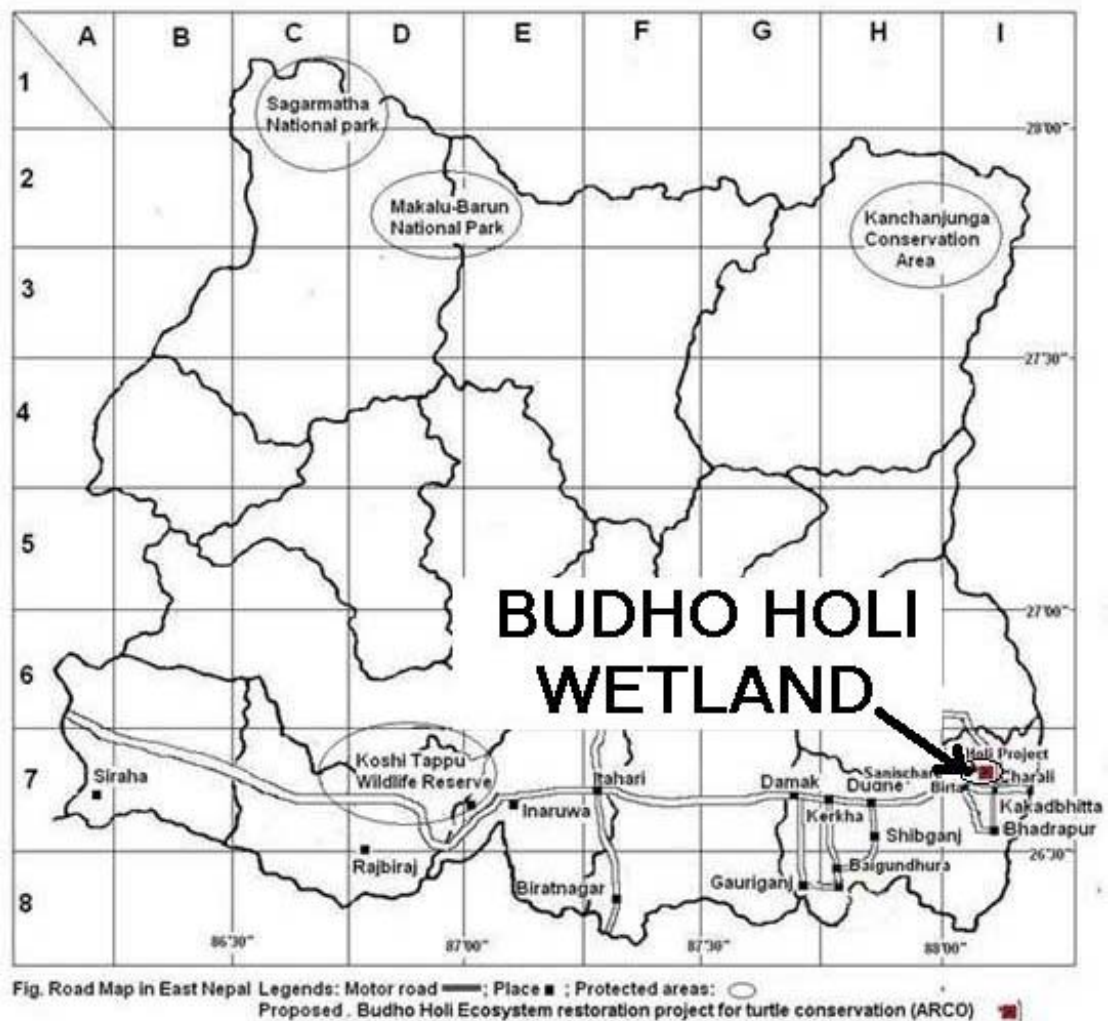 A B C D E F G H I
1
Sagarmatha
National park
28'00"
2
Makalu-Barun
National Park
Kanchanjunga
Conservation
Area
3
27'30"
4
5
BUDHO HOLI
WETLAND
27'00"
6
7
Koshi Tappu
Wildlife Reserve
Siraha
Itahari
Inaruwa
Damak
Sanischare
Duane
Kerkha
Birta
Holi Project
Charali
Kakadbhitta
Bhadrapur
Shibganj
26'30"
Rajbiraj
Biratnagar
Gauriganj
Baigundhura
8
86'30"
87'00"
87'30"
88'00"
Fig. Road Map in East Nepal Legends: Motor road ; Place ■ ; Protected areas:
Proposed . Budho Holi Ecosystem restoration project for turtle conservation (ARCO)